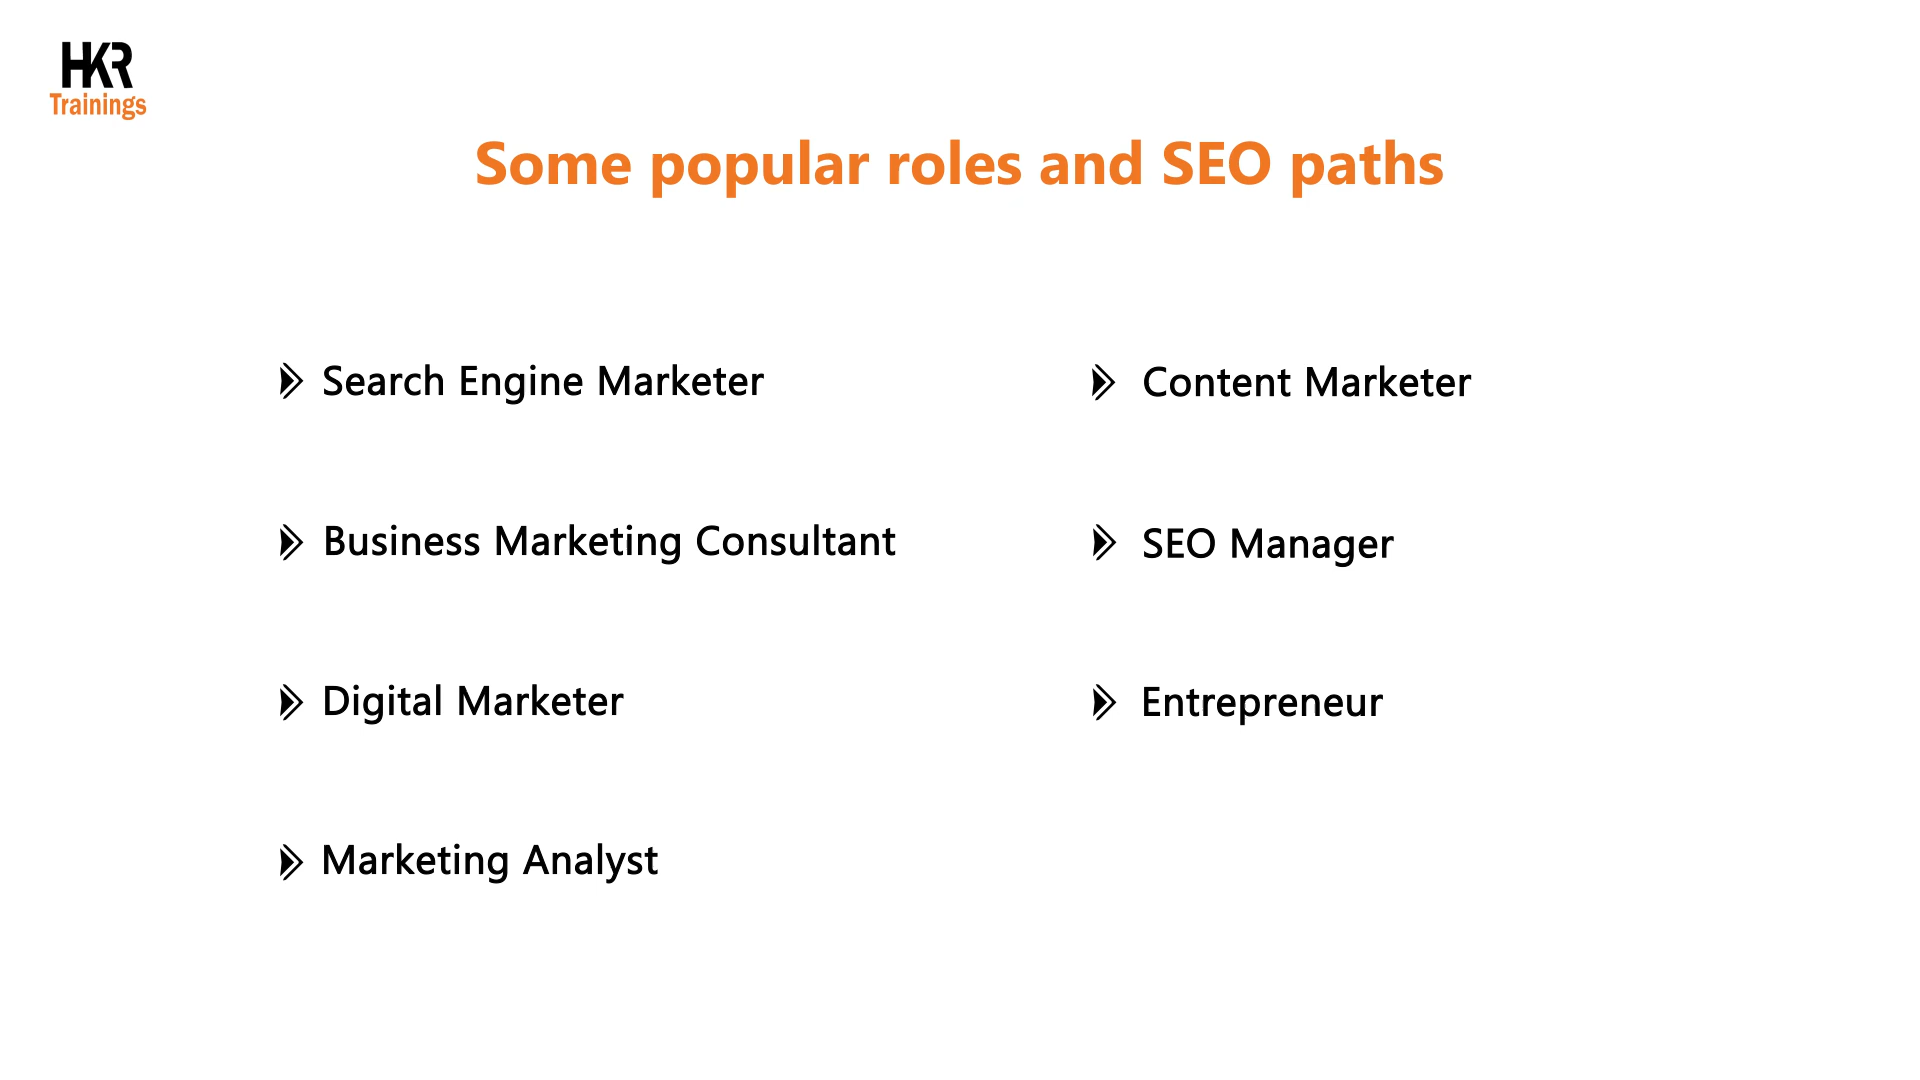 HKR
Trainings
Some popular roles and SEO paths
Search Engine Marketer
Business Marketing Consultant
Digital Marketer
Marketing Analyst
Content Marketer
SEO Manager
Entrepreneur